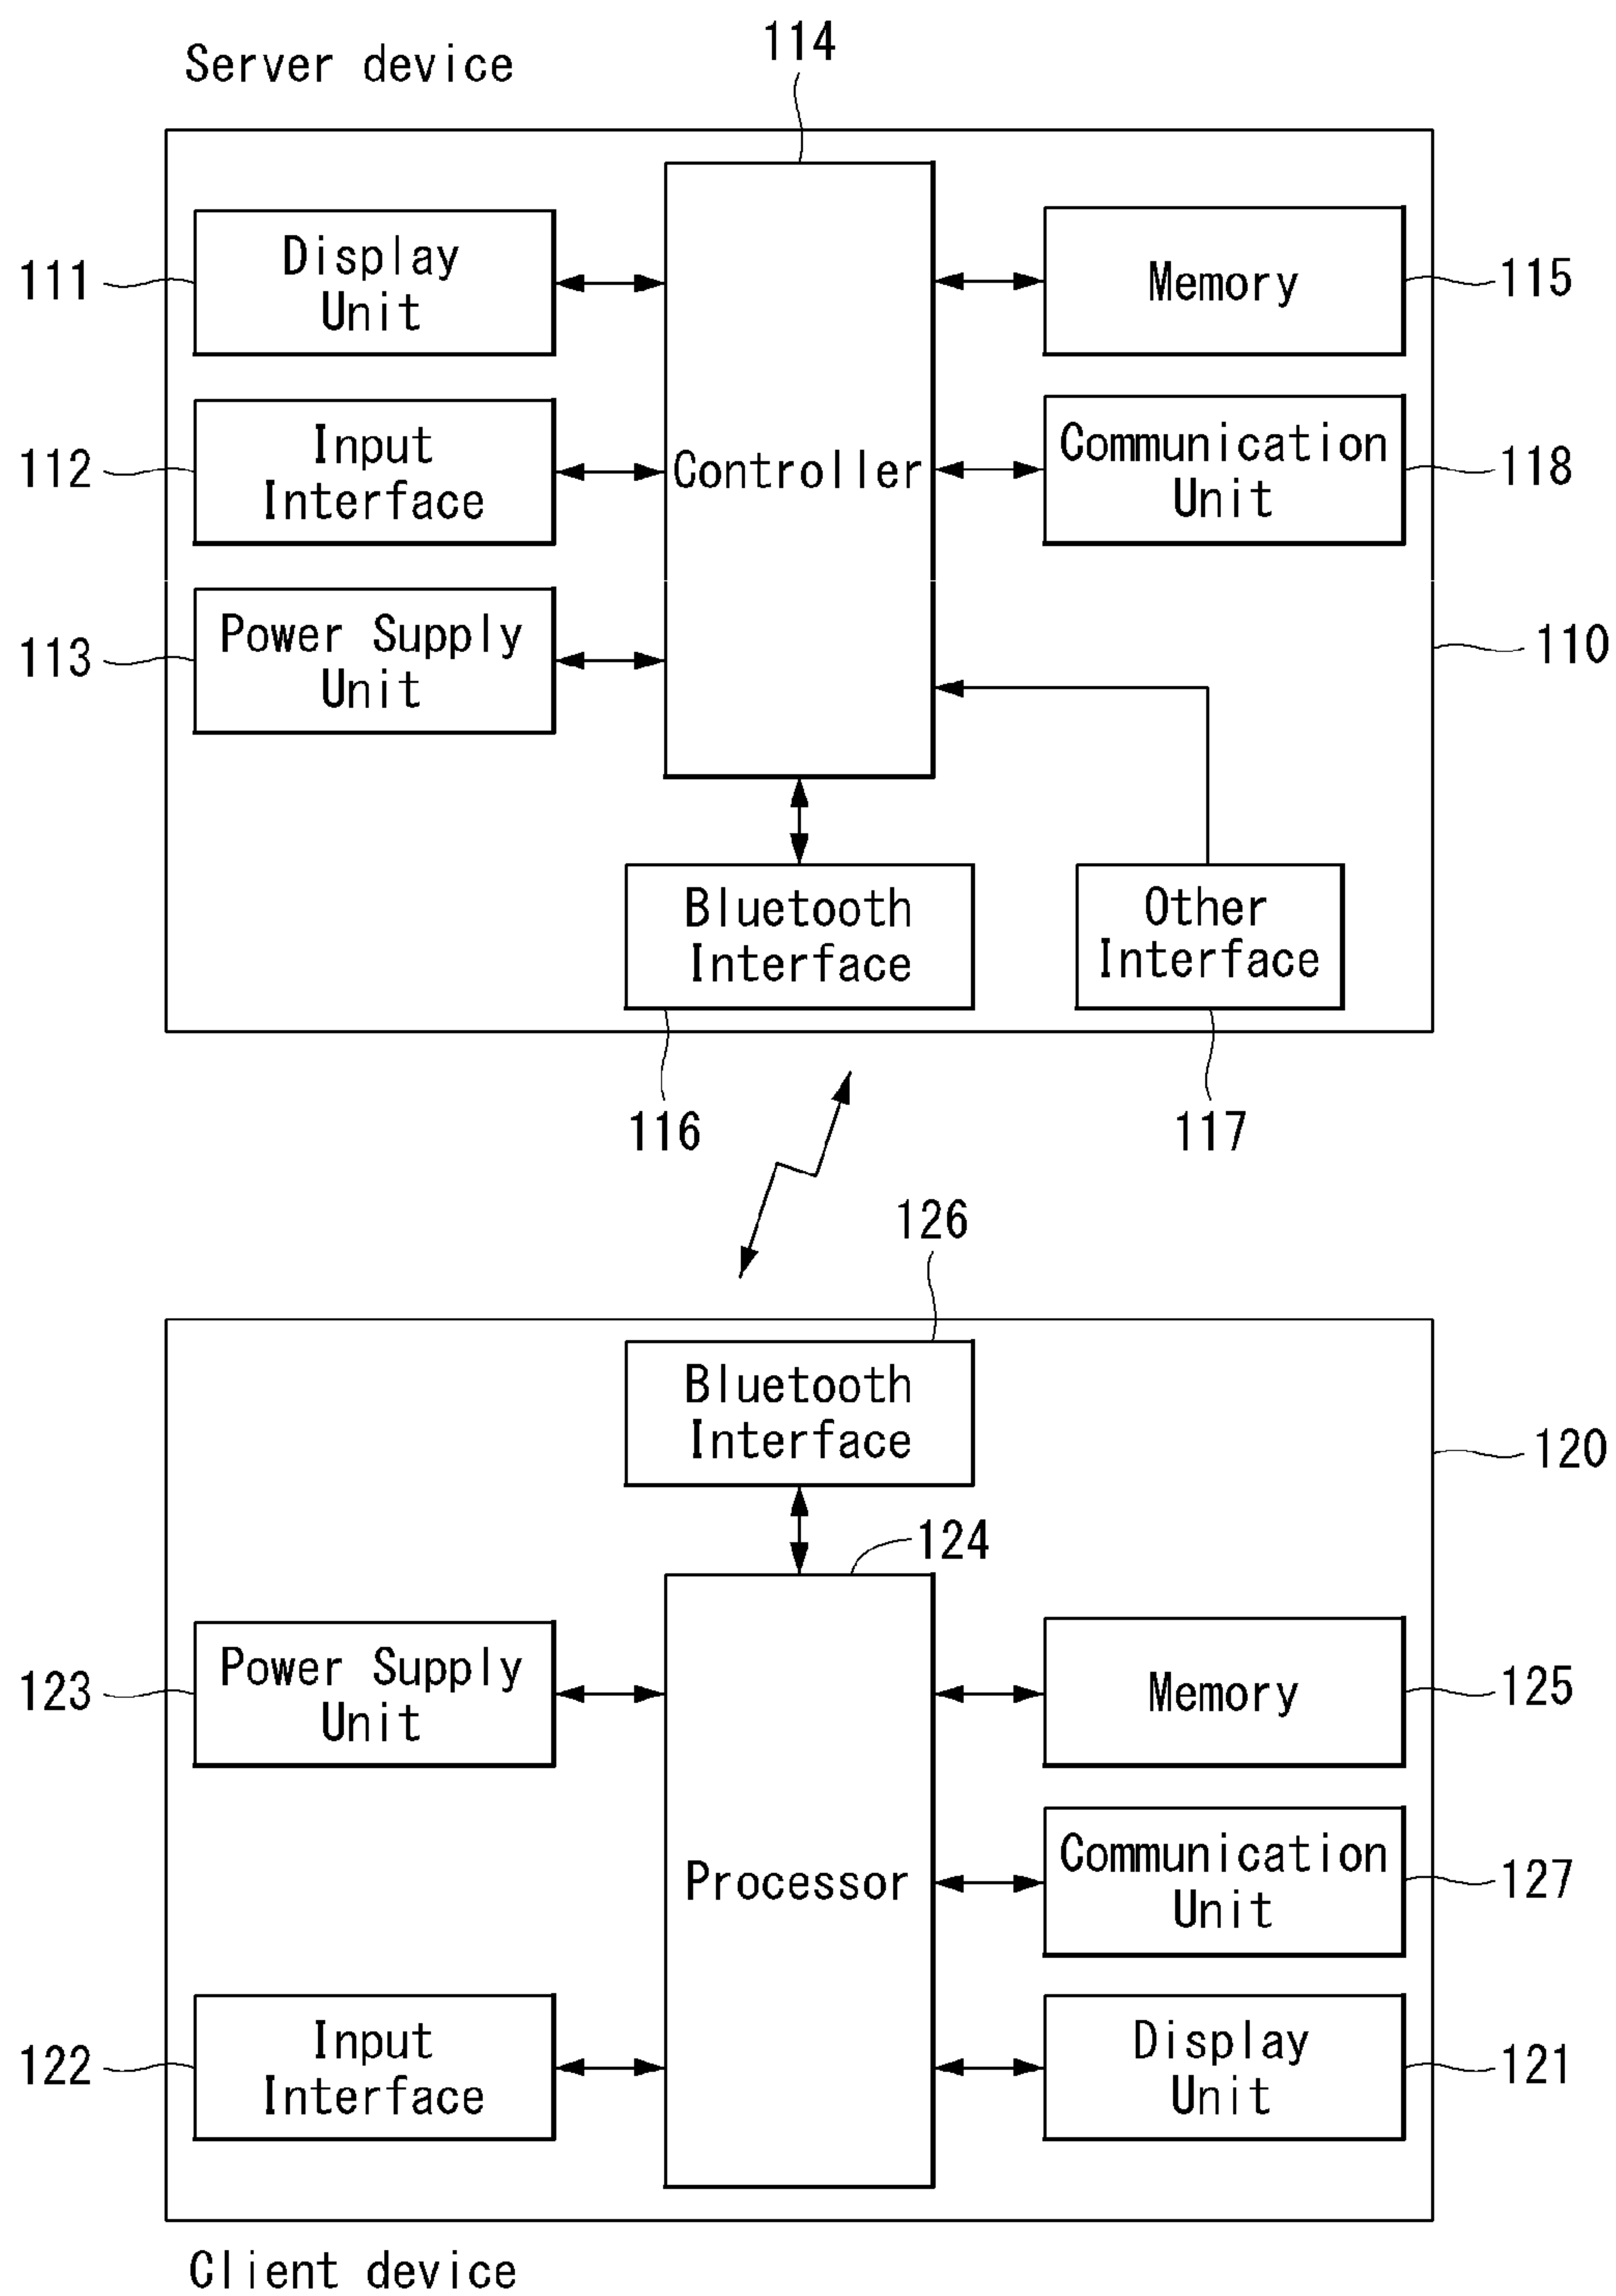 114
Server device
111
Display
Unit
Memory
115
112
Input
Interface
Controller
Communication
Unit
118
113
Power Supply
Unit
110
Bluetooth
Interface
Other
Interface
116
117
126
Bluetooth
Interface
120
124
123
Power Supply
Unit
Memory
125
Processor
Communication
Unit
127
122
Input
Interface
Display
Unit
121
Client device